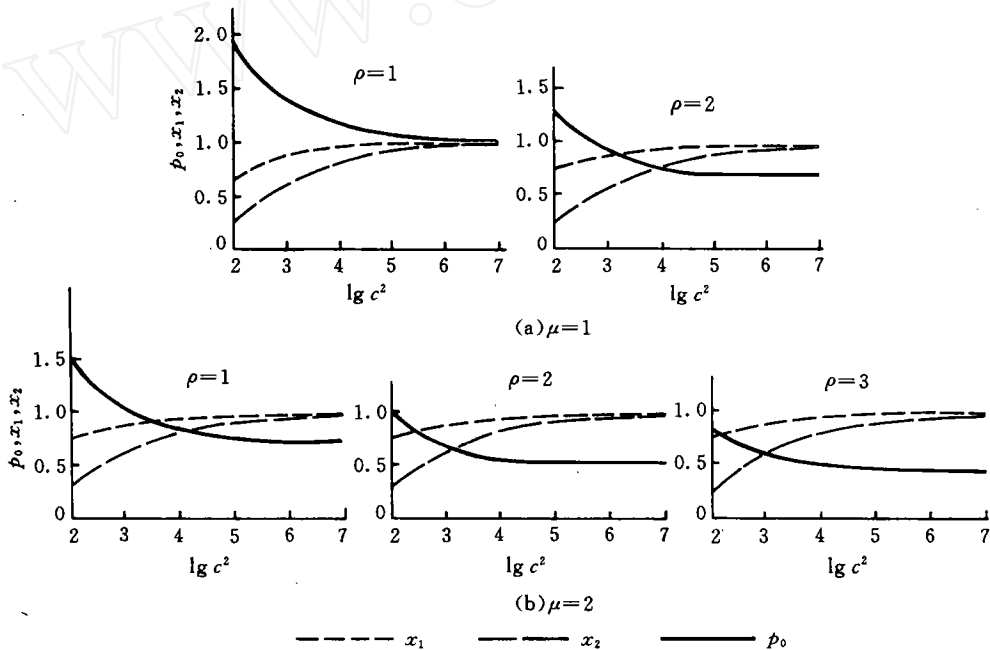 www.
2.0
1.5
1.0
0.5
0
p₀, x₁, x₂
ρ=1
2 3 4 5 6 7
lg c²
1.5
1.0
0.5
0
ρ=2
2 3 4 5 6 7
lg c²
(a) μ=1
1.5
1.0
0.5
0
p₀, x₁, x₂
ρ=1
2 3 4 5 6 7
lg c²
1.0
0.5
0
ρ=2
2 3 4 5 6 7
lg c²
1.0
0.5
0
ρ=3
2 3 4 5 6 7
lg c²
(b) μ=2
x₁ x₂ p₀